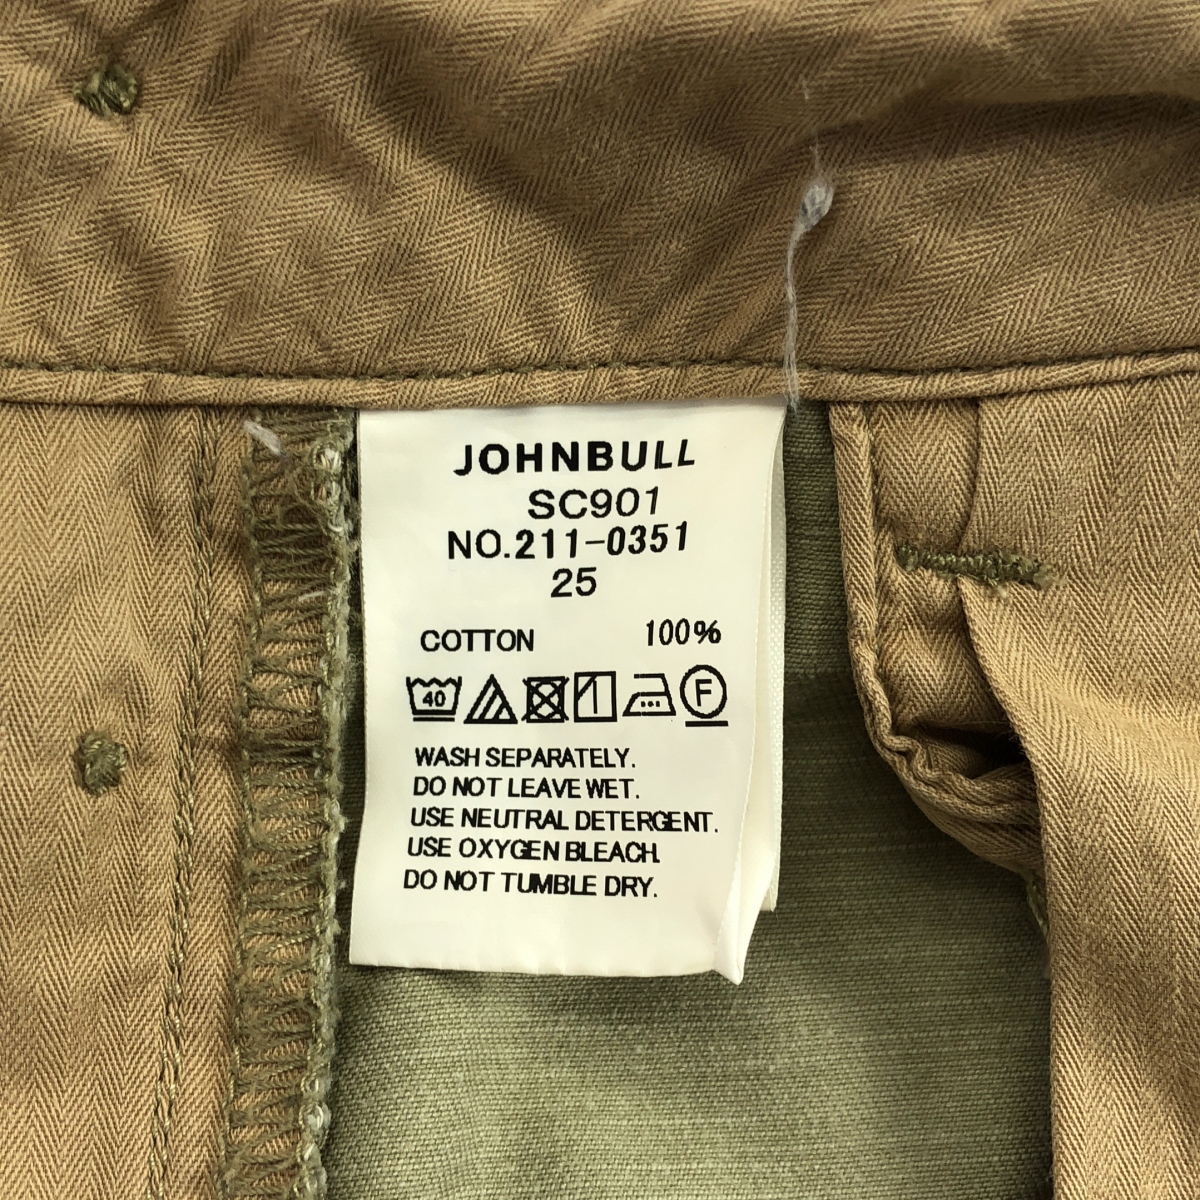 JOHNBULL
SC901
NO.211-0351
25
COTTON 100%
40 F
WASH SEPARATELY.
DO NOT LEAVE WET.
USE NEUTRAL DETERGENT.
USE OXYGEN BLEACH.
DO NOT TUMBLE DRY.